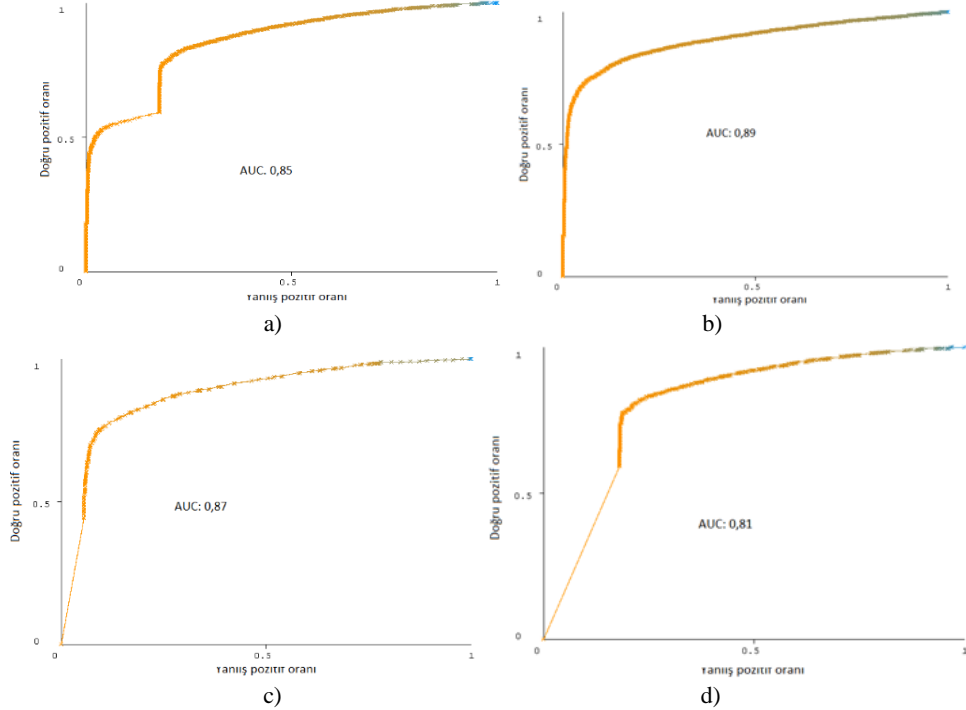 1
Doğru pozitif oranı
0.5
AUC. 0,85
0
0
0.5
1
Yanlış pozitif oranı
a)
1
Doğru pozitif oranı
0.5
AUC: 0,89
0
0
0.5
1
Yanlış pozitif oranı
b)
1
Doğru pozitif oranı
0.5
AUC: 0,87
0
0
0.5
1
Yanlış pozitif oranı
c)
1
Doğru pozitif oranı
0.5
AUC: 0,81
0
0
0.5
1
Yanlış pozitif oranı
d)